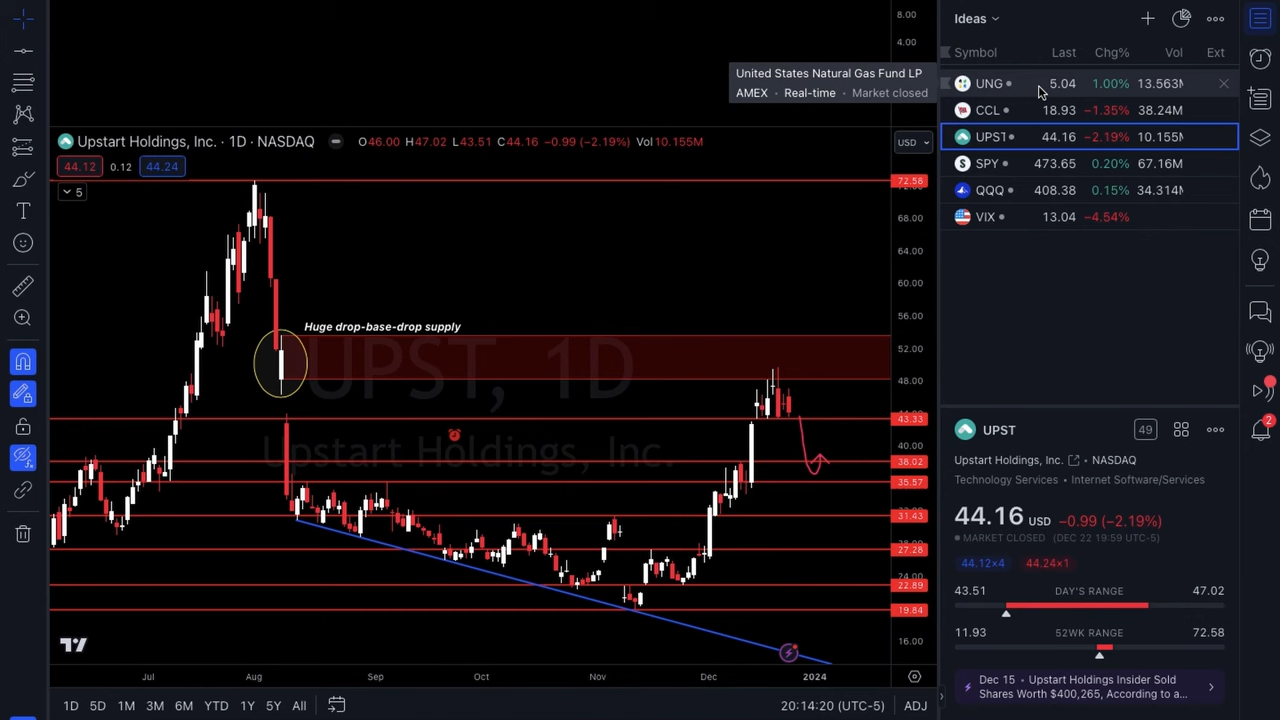 8.00
4.00
United States Natural Gas Fund LP
AMEX • Real-time • Market closed
Upstart Holdings, Inc. · 1D · NASDAQ
O46.00 H47.02 L43.51 C44.16 −0.99 (−2.19%) Vol10.155M
USD
44.12 0.12 44.24
5
72.58
68.00
64.00
60.00
56.00
52.00
48.00
43.33
40.00
38.02
35.57
31.43
27.28
24.00
22.89
19.84
16.00
Huge drop-base-drop supply
UPST, 1D
Upstart Holdings, Inc.
Jul Aug Sep Oct Nov Dec 2024
1D 5D 1M 3M 6M YTD 1Y 5Y All
20:14:20 (UTC-5) ADJ
Ideas
Symbol Last Chg% Vol Ext
UNG 5.04 1.00% 13.563M
CCL 18.93 −1.35% 38.24M
UPST 44.16 −2.19% 10.155M
SPY 473.65 0.20% 67.16M
QQQ 408.38 0.15% 34.314M
VIX 13.04 −4.54%
UPST 49
Upstart Holdings, Inc. • NASDAQ
Technology Services • Internet Software/Services
44.16 USD −0.99 (−2.19%)
MARKET CLOSED (DEC 22 19:59 UTC-5)
44.12×4 44.24×1
43.51 DAY'S RANGE 47.02
11.93 52WK RANGE 72.58
Dec 15 • Upstart Holdings Insider Sold
Shares Worth $400,265, According to a...
2